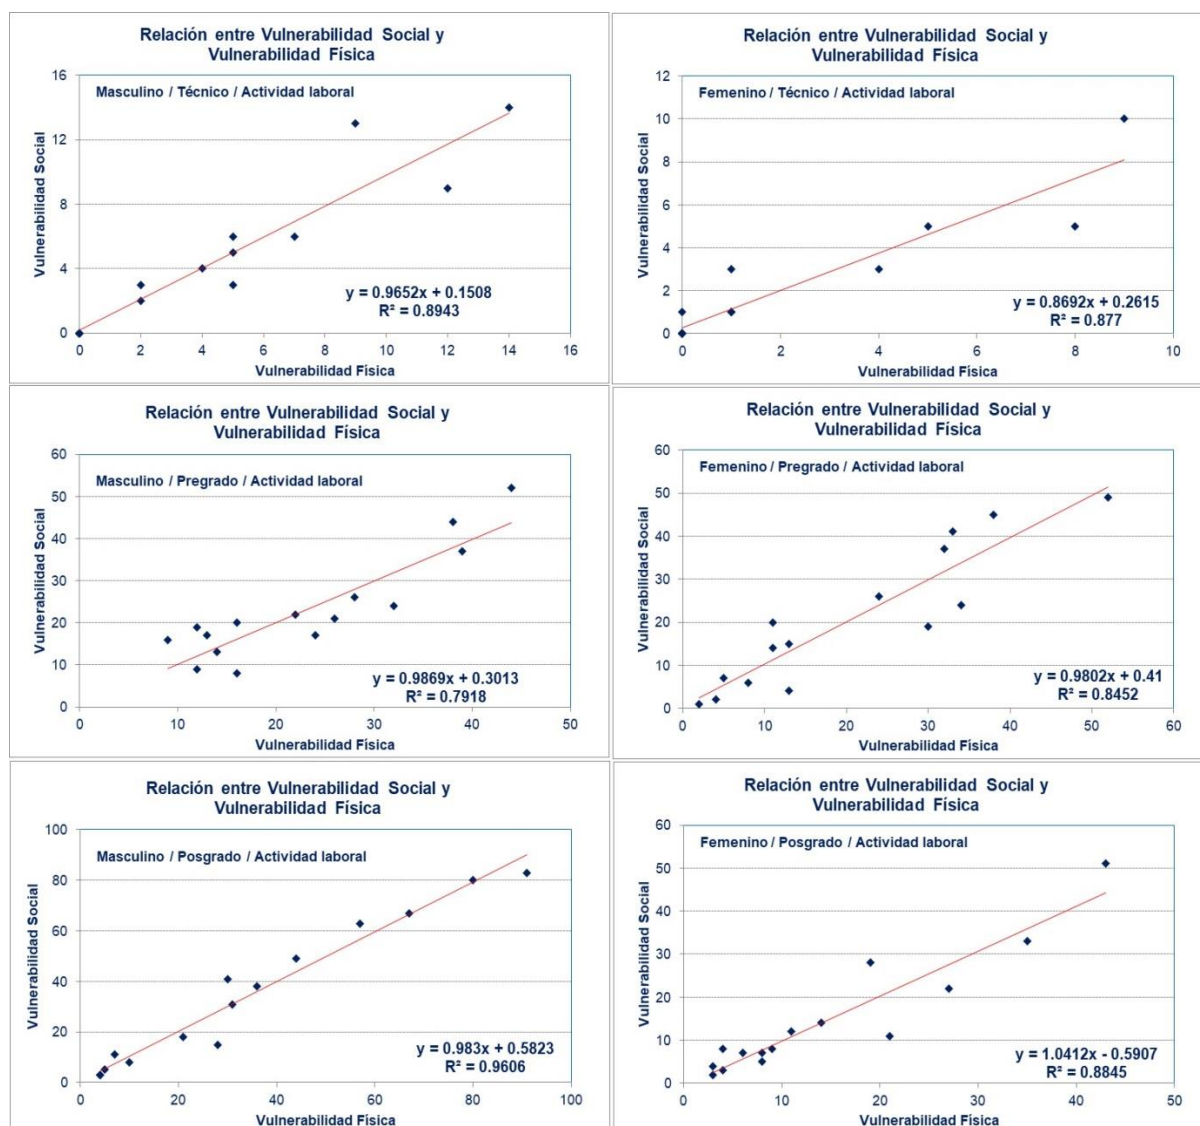 Relación entre Vulnerabilidad Social y
Vulnerabilidad Física
Masculino / Técnico / Actividad laboral
Vulnerabilidad Social
16
12
8
4
0
y = 0.9652x + 0.1508
R² = 0.8943
0 2 4 6 8 10 12 14 16
Vulnerabilidad Física
Relación entre Vulnerabilidad Social y
Vulnerabilidad Física
Femenino / Técnico / Actividad laboral
Vulnerabilidad Social
12
10
8
6
4
2
0
y = 0.8692x + 0.2615
R² = 0.877
0 2 4 6 8 10
Vulnerabilidad Física
Relación entre Vulnerabilidad Social y
Vulnerabilidad Física
Masculino / Pregrado / Actividad laboral
Vulnerabilidad Social
60
50
40
30
20
10
0
y = 0.9869x + 0.3013
R² = 0.7918
0 10 20 30 40 50
Vulnerabilidad Física
Relación entre Vulnerabilidad Social y
Vulnerabilidad Física
Femenino / Pregrado / Actividad laboral
Vulnerabilidad Social
60
50
40
30
20
10
0
y = 0.9802x + 0.41
R² = 0.8452
0 10 20 30 40 50 60
Vulnerabilidad Física
Relación entre Vulnerabilidad Social y
Vulnerabilidad Física
Masculino / Posgrado / Actividad laboral
Vulnerabilidad Social
100
80
60
40
20
0
y = 0.983x + 0.5823
R² = 0.9606
0 20 40 60 80 100
Vulnerabilidad Física
Relación entre Vulnerabilidad Social y
Vulnerabilidad Física
Femenino / Posgrado / Actividad laboral
Vulnerabilidad Social
60
50
40
30
20
10
0
y = 1.0412x - 0.5907
R² = 0.8845
0 10 20 30 40 50
Vulnerabilidad Física